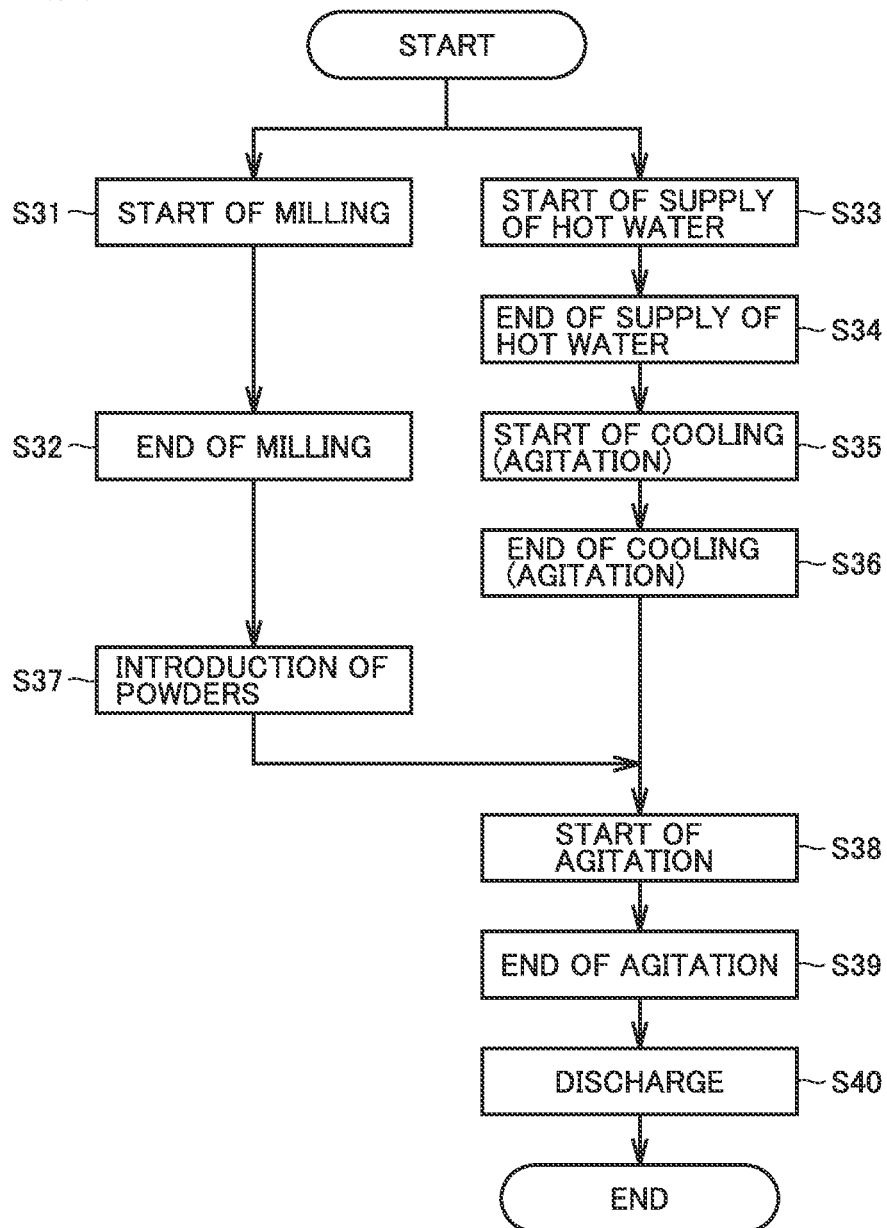 START
S31
START OF MILLING
START OF SUPPLY
OF HOT WATER
S33
END OF SUPPLY OF
HOT WATER
S34
S32
END OF MILLING
START OF COOLING
(AGITATION)
S35
END OF COOLING
(AGITATION)
S36
S37
INTRODUCTION OF
POWDERS
START OF
AGITATION
S38
END OF AGITATION
S39
DISCHARGE
S40
END